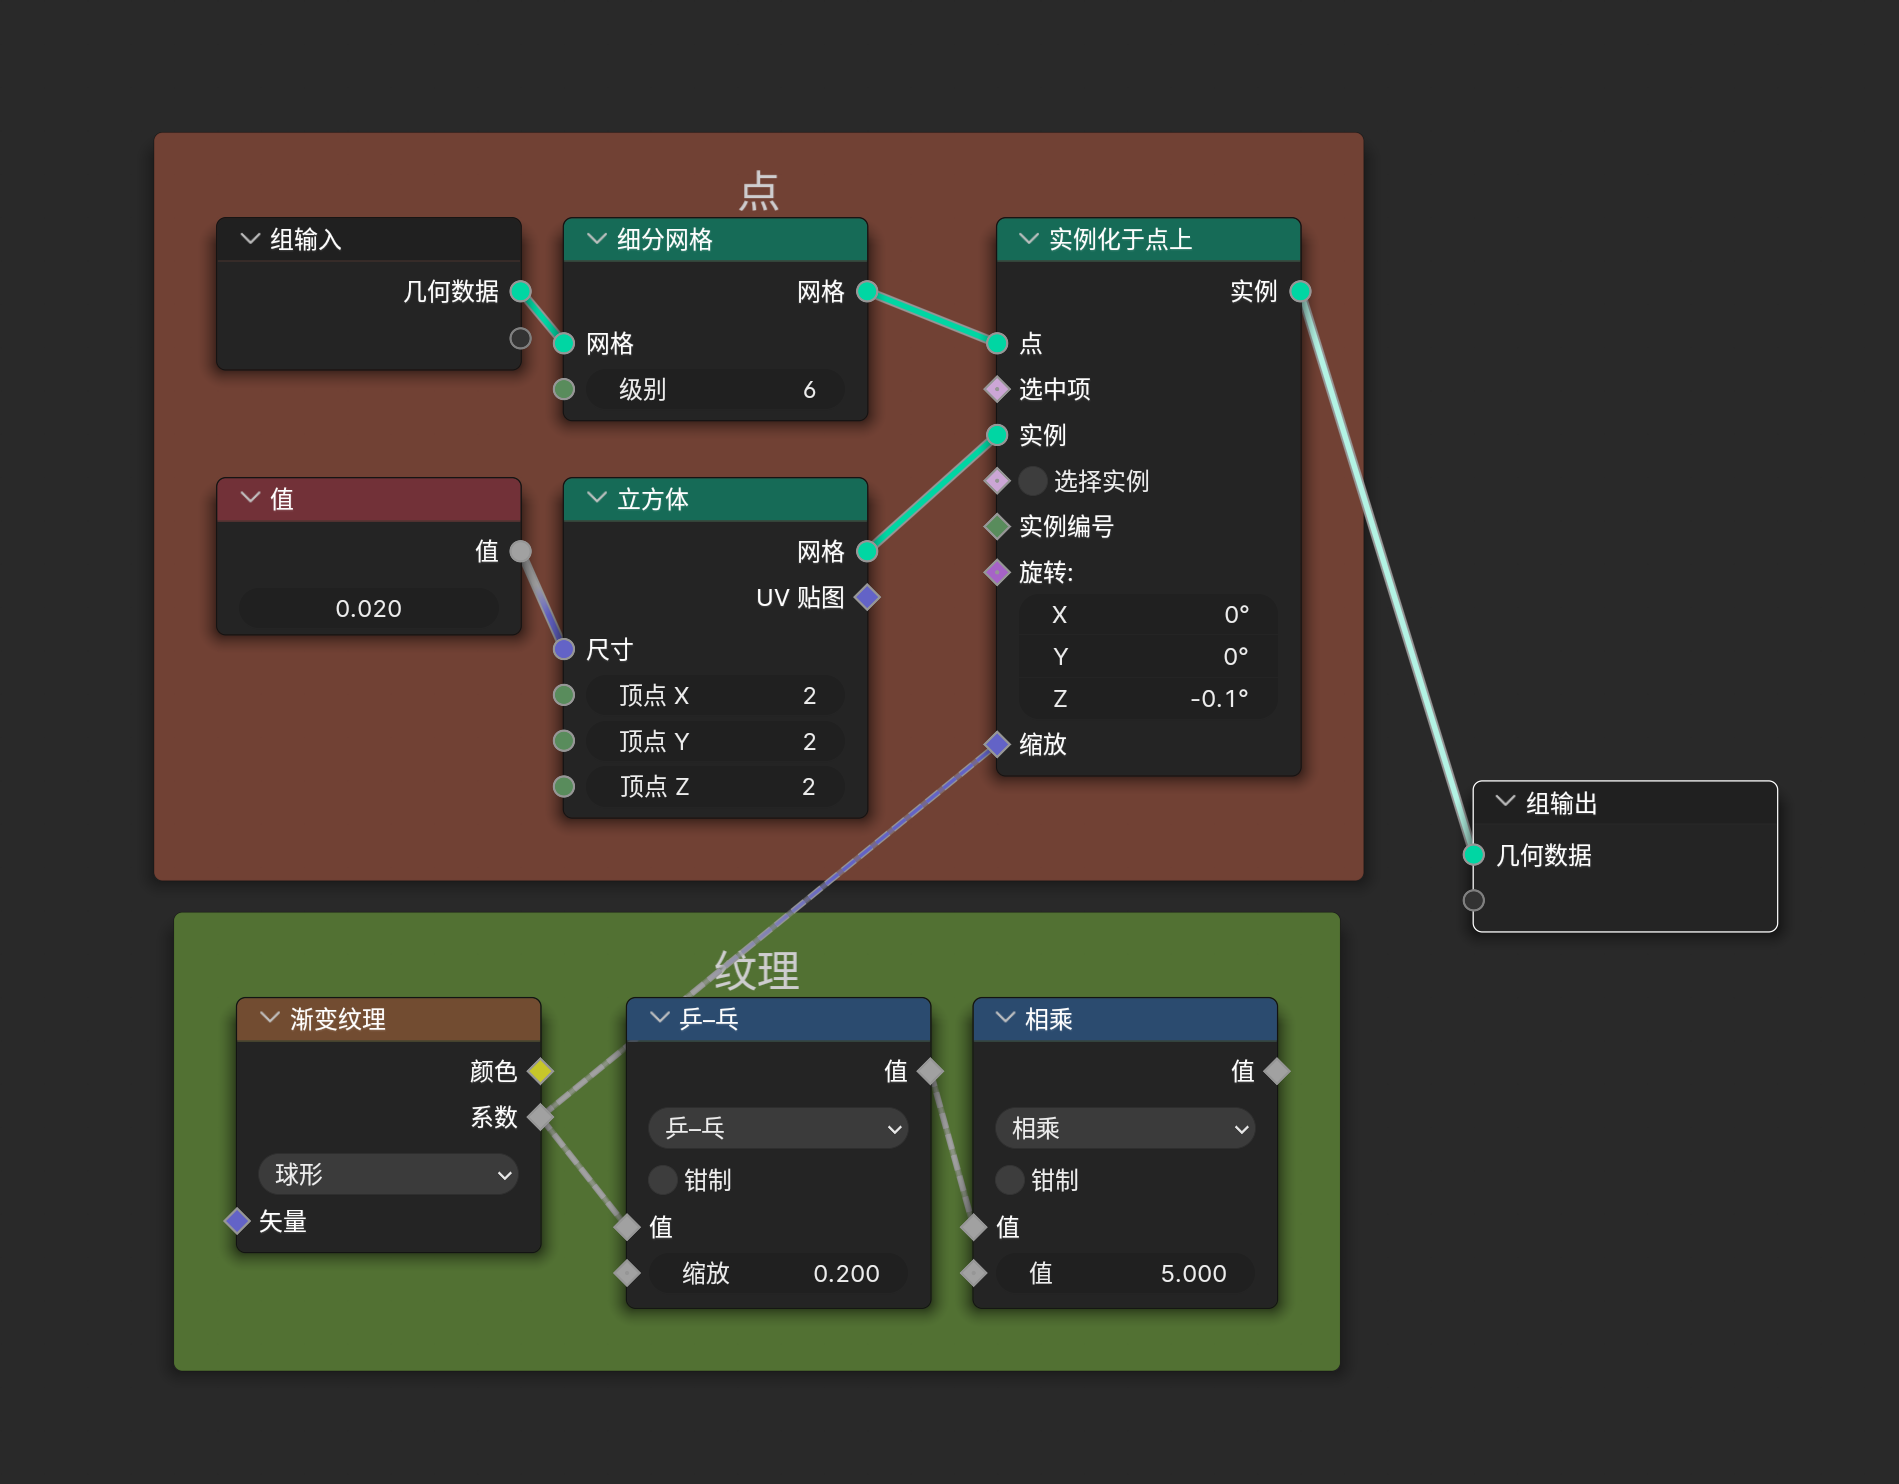 点
组输入
几何数据
细分网格
网格
网格
级别 6
实例化于点上
实例
点
选中项
实例
选择实例
实例编号
旋转:
X 0°
Y 0°
Z -0.1°
缩放
值
值
0.020
立方体
网格
UV 贴图
尺寸
顶点 X 2
顶点 Y 2
顶点 Z 2
组输出
几何数据
纹理
渐变纹理
颜色
系数
球形
矢量
乒–乓
值
乒–乓
钳制
值
缩放 0.200
相乘
值
相乘
钳制
值
值 5.000